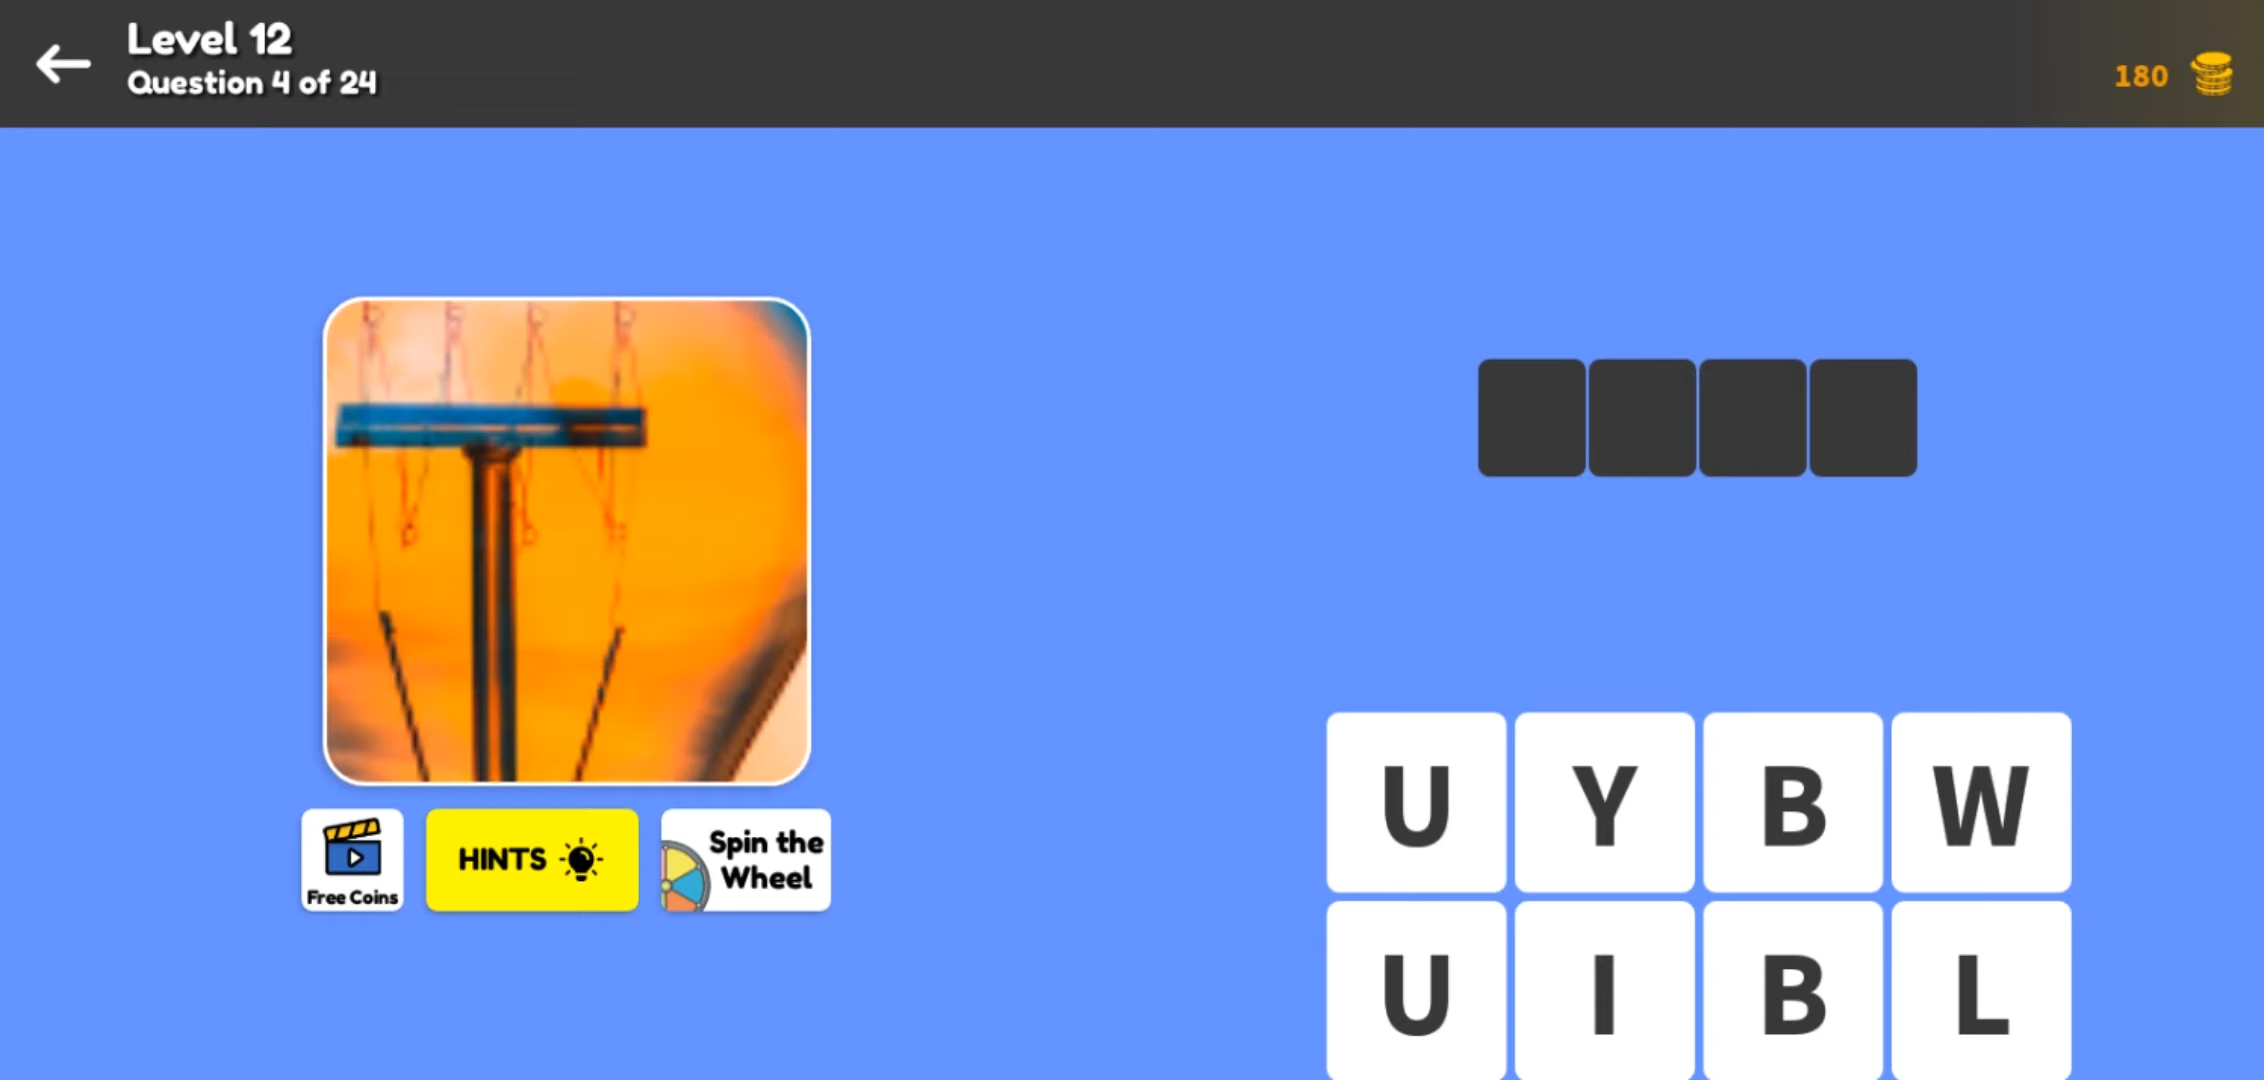 Level 12
Question 4 of 24
180
U Y B W
U I B L
Free Coins
HINTS
Spin the
Wheel